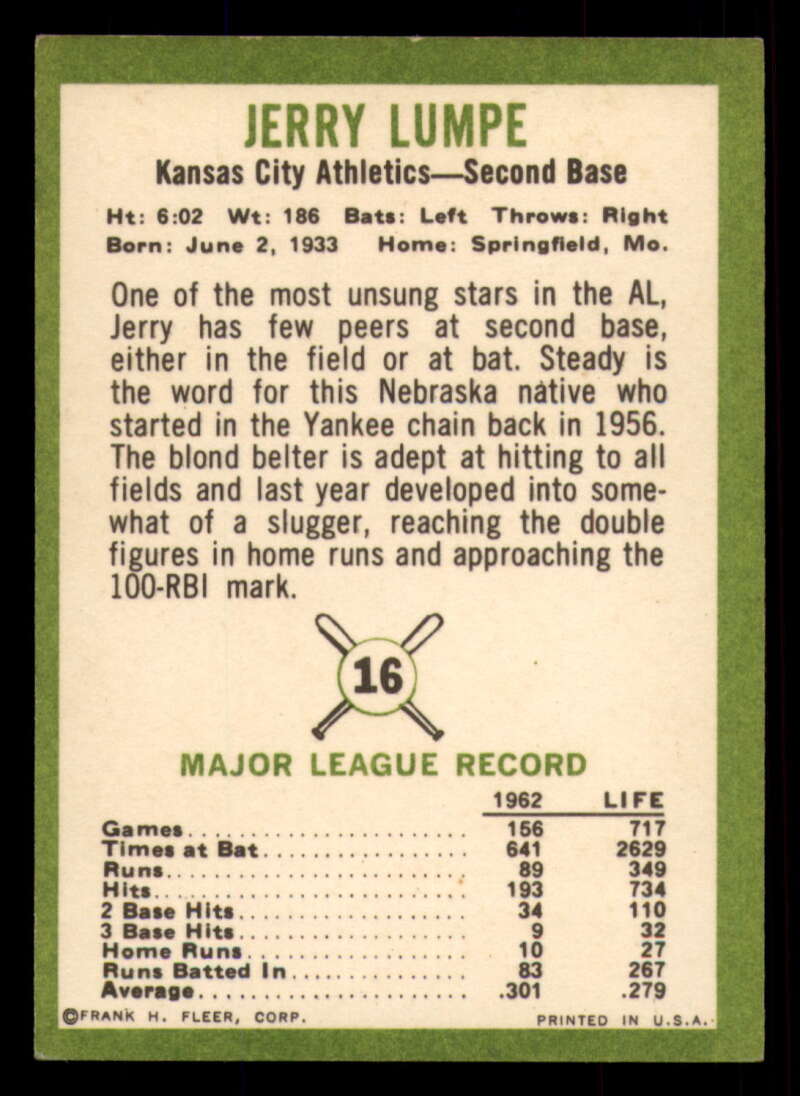 JERRY LUMPE
Kansas City Athletics—Second Base
Ht: 6:02 Wt: 186 Bats: Left Throws: Right
Born: June 2, 1933 Home: Springfield, Mo.
One of the most unsung stars in the AL,
Jerry has few peers at second base,
either in the field or at bat. Steady is
the word for this Nebraska native who
started in the Yankee chain back in 1956.
The blond belter is adept at hitting to all
fields and last year developed into some-
what of a slugger, reaching the double
figures in home runs and approaching the
100-RBI mark.
16
MAJOR LEAGUE RECORD
1962 LIFE
Games 156 717
Times at Bat 641 2629
Runs 89 349
Hits 193 734
2 Base Hits 34 110
3 Base Hits 9 32
Home Runs 10 27
Runs Batted In 83 267
Average .301 .279
©FRANK H. FLEER, CORP. PRINTED IN U.S.A.